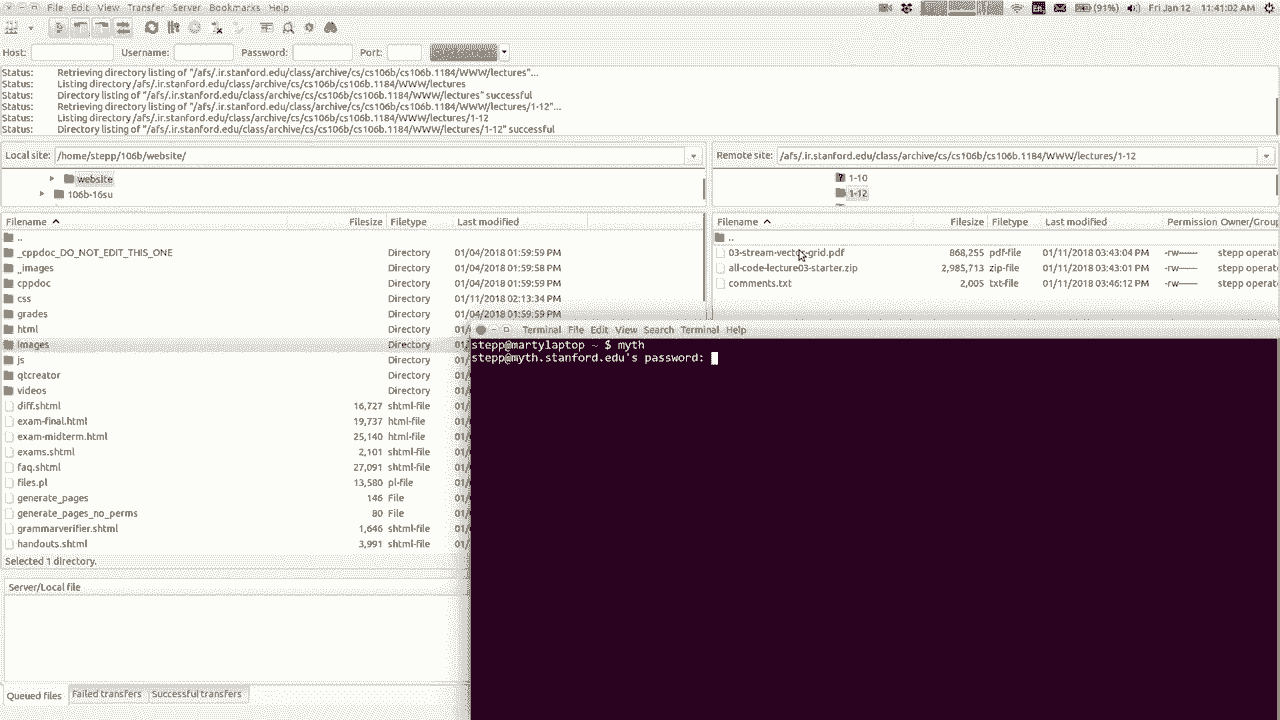 File Edit View Transfer Server Bookmarks Help
En (91%) Fri Jan 12 11:41:02 AM
Host: Username: Password: Port:
Status: Retrieving directory listing of "/afs/.ir.stanford.edu/class/archive/cs/cs106b/cs106b.1184/WWW/lectures"...
Status: Listing directory /afs/.ir.stanford.edu/class/archive/cs/cs106b/cs106b.1184/WWW/lectures
Status: Directory listing of "/afs/.ir.stanford.edu/class/archive/cs/cs106b/cs106b.1184/WWW/lectures" successful
Status: Retrieving directory listing of "/afs/.ir.stanford.edu/class/archive/cs/cs106b/cs106b.1184/WWW/lectures/1-12"...
Status: Listing directory /afs/.ir.stanford.edu/class/archive/cs/cs106b/cs106b.1184/WWW/lectures/1-12
Status: Directory listing of "/afs/.ir.stanford.edu/class/archive/cs/cs106b/cs106b.1184/WWW/lectures/1-12" successful
Local site: /home/stepp/106b/website/
website
106b-16su
Filename Filesize Filetype Last modified
..
_cppdoc_DO_NOT_EDIT_THIS_ONE Directory 01/04/2018 01:59:59 PM
_images Directory 01/04/2018 01:59:58 PM
cppdoc Directory 01/04/2018 01:59:59 PM
css Directory 01/11/2018 02:13:34 PM
grades Directory 01/04/2018 01:59:59 PM
html Directory 01/
images Directory 01/
js Directory 01/
qtcreator Directory 01/
videos Directory 01/
diff.shtml 16,727 shtml-file 01/
exam-final.html 19,737 html-file 01/
exam-midterm.html 25,140 html-file 01/
exams.shtml 2,101 shtml-file 01/
faq.shtml 27,091 shtml-file 01/
files.pl 13,580 pl-file 01/
generate_pages 146 File 01/
generate_pages_no_perms 80 File 01/
grammarverifier.shtml 1,646 shtml-file 01/
handouts.shtml 3,991 shtml-file 01/
Selected 1 directory.
Server/Local file
Queued files Failed transfers Successful transfers
Remote site: /afs/.ir.stanford.edu/class/archive/cs/cs106b/cs106b.1184/WWW/lectures/1-12
1-10
1-12
Filename Filesize Filetype Last modified Permission Owner/Group
..
03-stream-vector-grid.pdf 868,255 pdf-file 01/11/2018 03:43:04 PM -rw------- stepp operat
all-code-lecture03-starter.zip 2,985,713 zip-file 01/11/2018 03:43:01 PM -rw------- stepp operat
comments.txt 2,005 txt-file 01/11/2018 03:46:12 PM -rw------- stepp operat
Terminal File Edit View Search Terminal Help
stepp@martylaptop ~ $ myth
stepp@myth.stanford.edu's password: